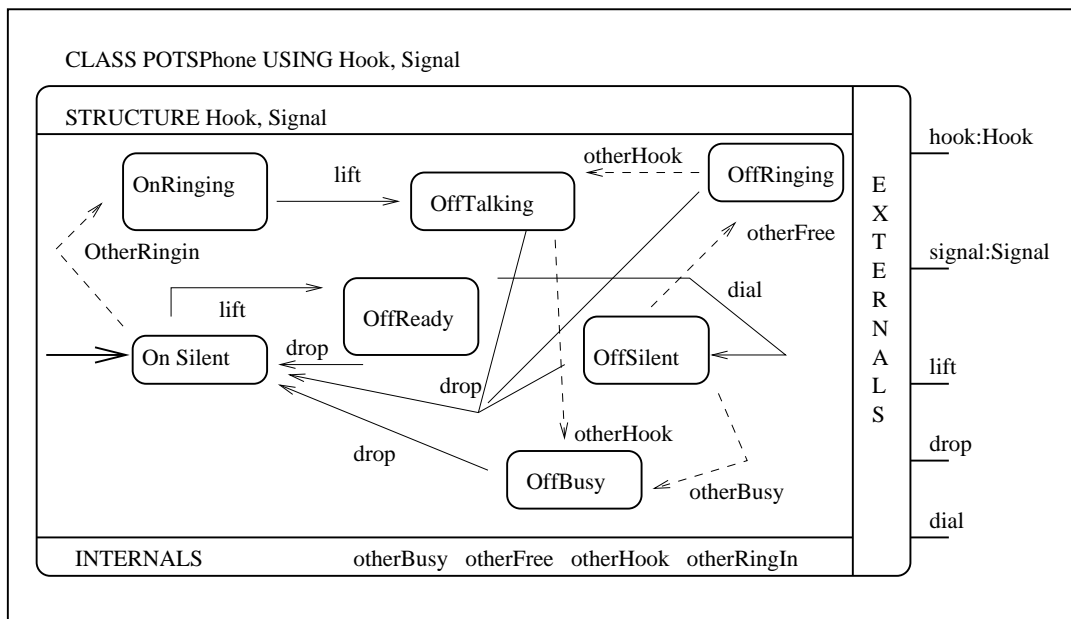 CLASS POTSPhone USING Hook, Signal
STRUCTURE Hook, Signal
OnRinging
lift
OffTalking
otherHook
OffRinging
OtherRingin
otherFree
lift
OffReady
dial
On Silent
drop
drop
OffSilent
drop
otherHook
OffBusy
otherBusy
INTERNALS
otherBusy otherFree otherHook otherRingIn
EXTERNALS
hook:Hook
signal:Signal
lift
drop
dial